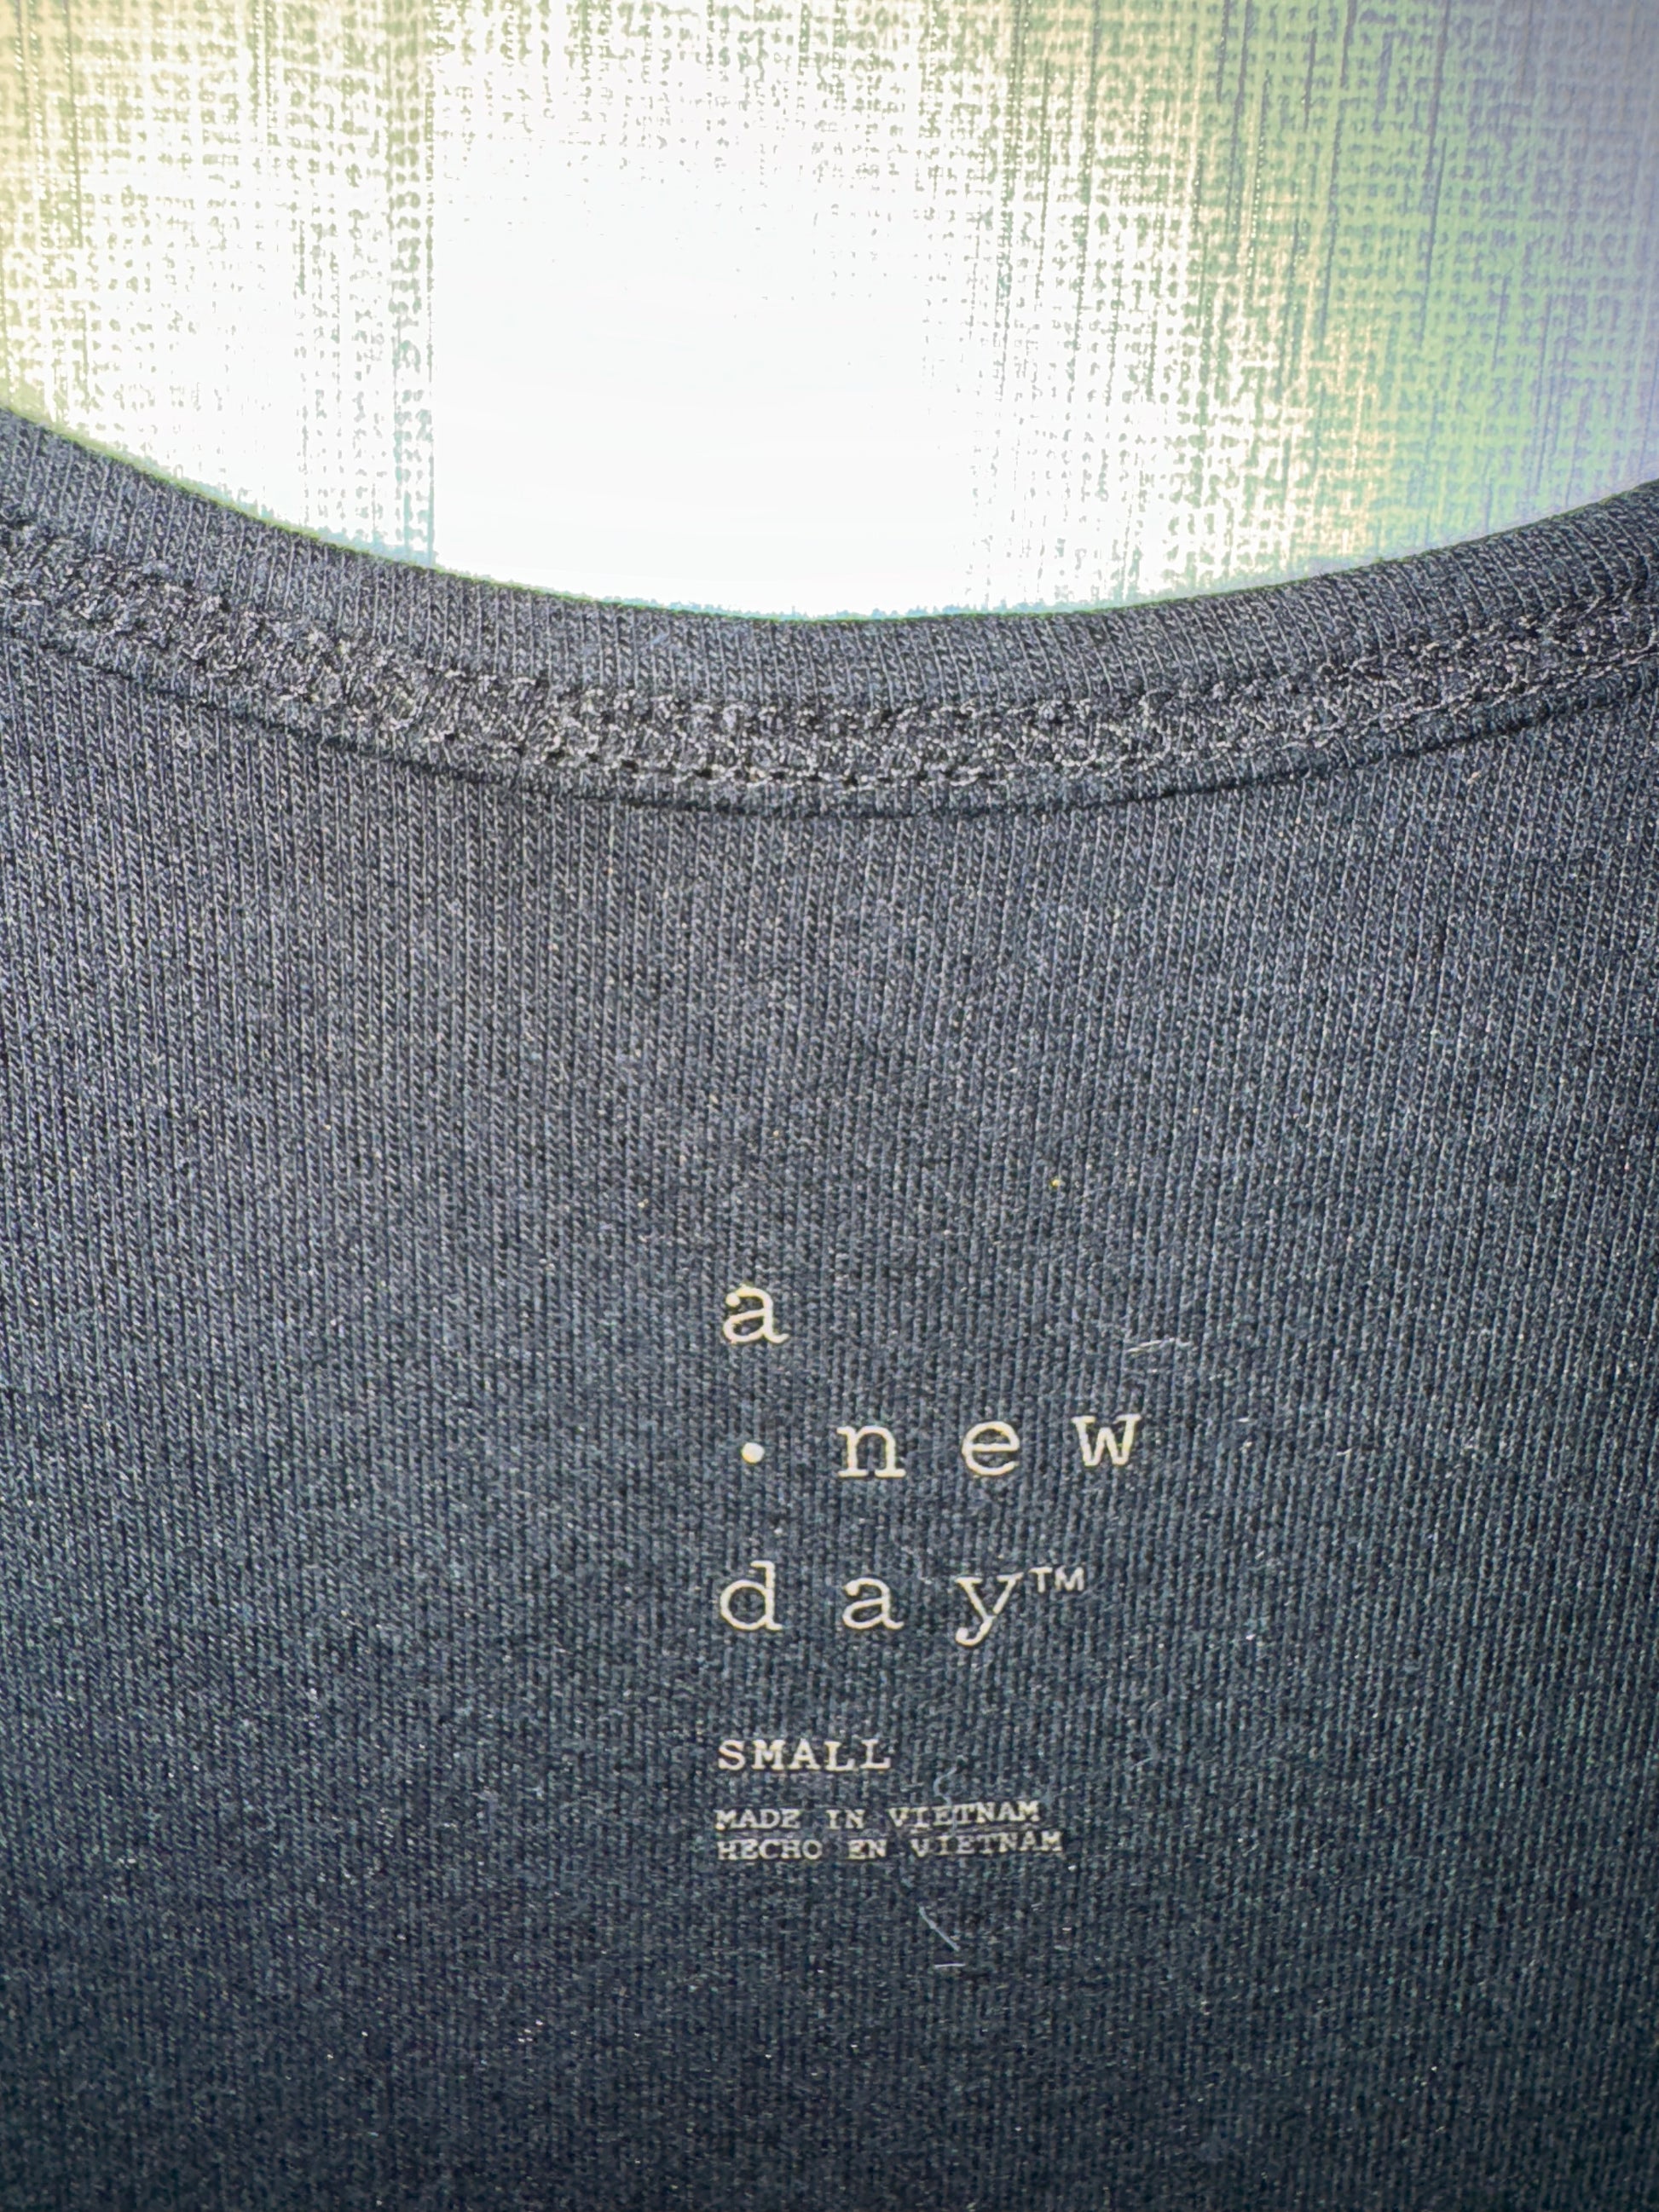 a
· new
day™
SMALL
MADE IN VIETNAM
HECHO EN VIETNAM